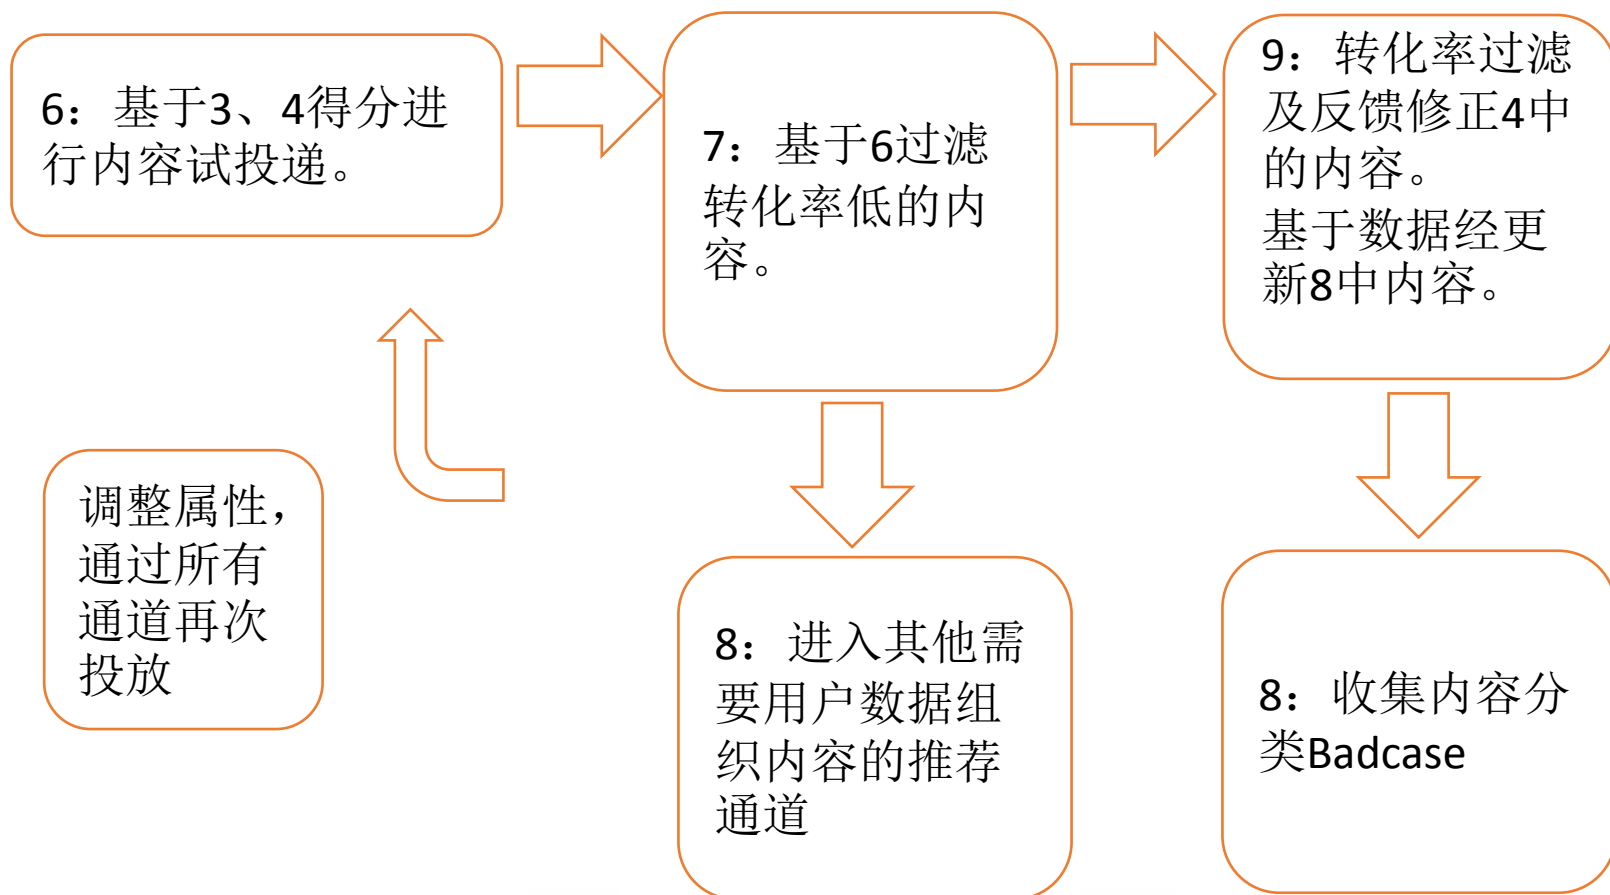 6：基于3、4得分进
行内容试投递。
7：基于6过滤
转化率低的内
容。
9：转化率过滤
及反馈修正4中
的内容。
基于数据经更
新8中内容。
调整属性，
通过所有
通道再次
投放
8：进入其他需
要用户数据组
织内容的推荐
通道
8：收集内容分
类Badcase